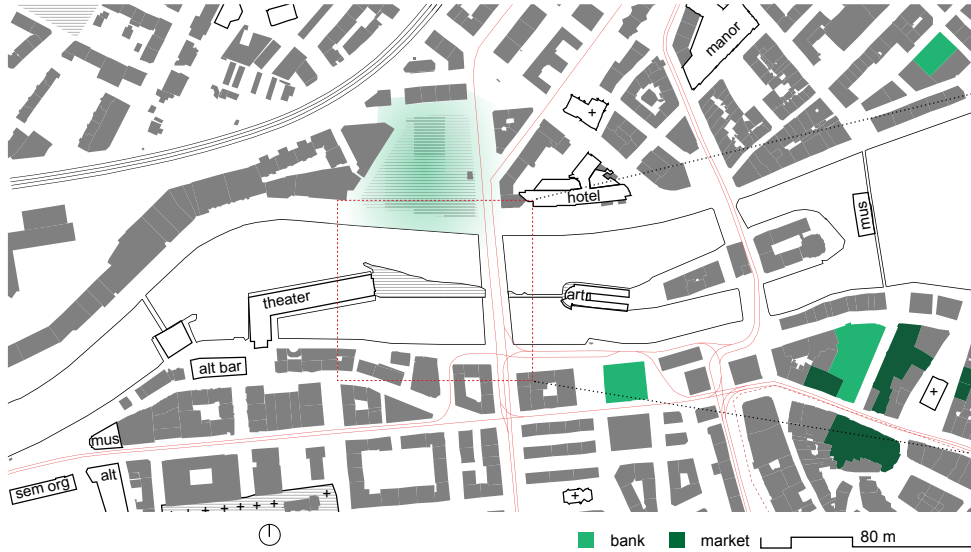 manor
hotel
mus
theater
art
alt bar
mus
alt
sem org
bank
market
80 m